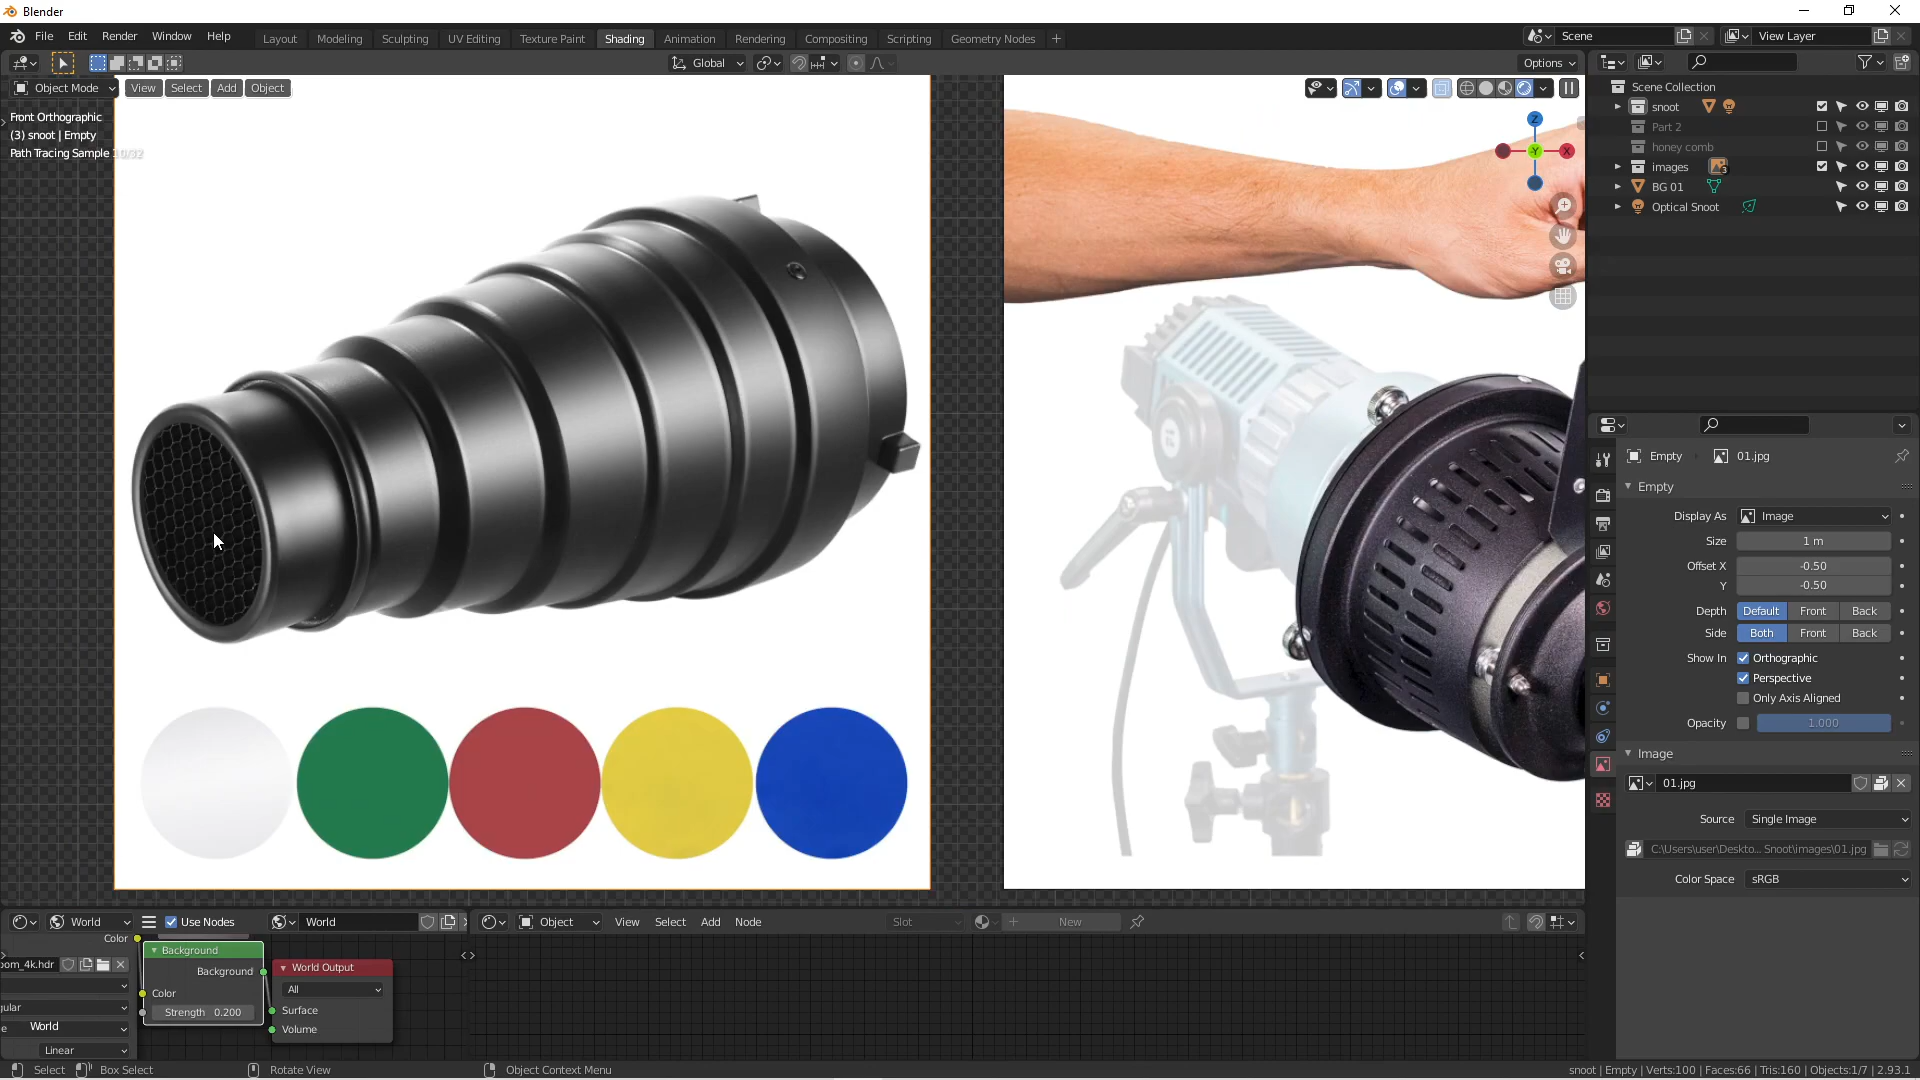 Blender
File Edit Render Window Help Layout Modeling Sculpting UV Editing Texture Paint Shading Animation Rendering Compositing Scripting Geometry Nodes + Scene View Layer
Global Options
Object Mode View Select Add Object
Front Orthographic
(3) snoot | Empty
Path Tracing Sample 10/32
Z
Y
X
Scene Collection
snoot
Part 2
honey comb
images 3
BG 01
Optical Snoot
Empty 01.jpg
Empty
Display As Image
Size 1 m
Offset X -0.50
Y -0.50
Depth Default Front Back
Side Both Front Back
Show In Orthographic
Perspective
Only Axis Aligned
Opacity 1.000
Image
01.jpg
Source Single Image
C:\Users\user\Deskto... Snoot\images\01.jpg
Color Space sRGB
World Use Nodes World
Object View Select Add Node Slot New
Color
oom_4k.hdr
gular
World
Linear
Background
Background
Color
Strength 0.200
World Output
All
Surface
Volume
Select Box Select Rotate View Object Context Menu
snoot | Empty | Verts:100 | Faces:66 | Tris:160 | Objects:1/7 | 2.93.1